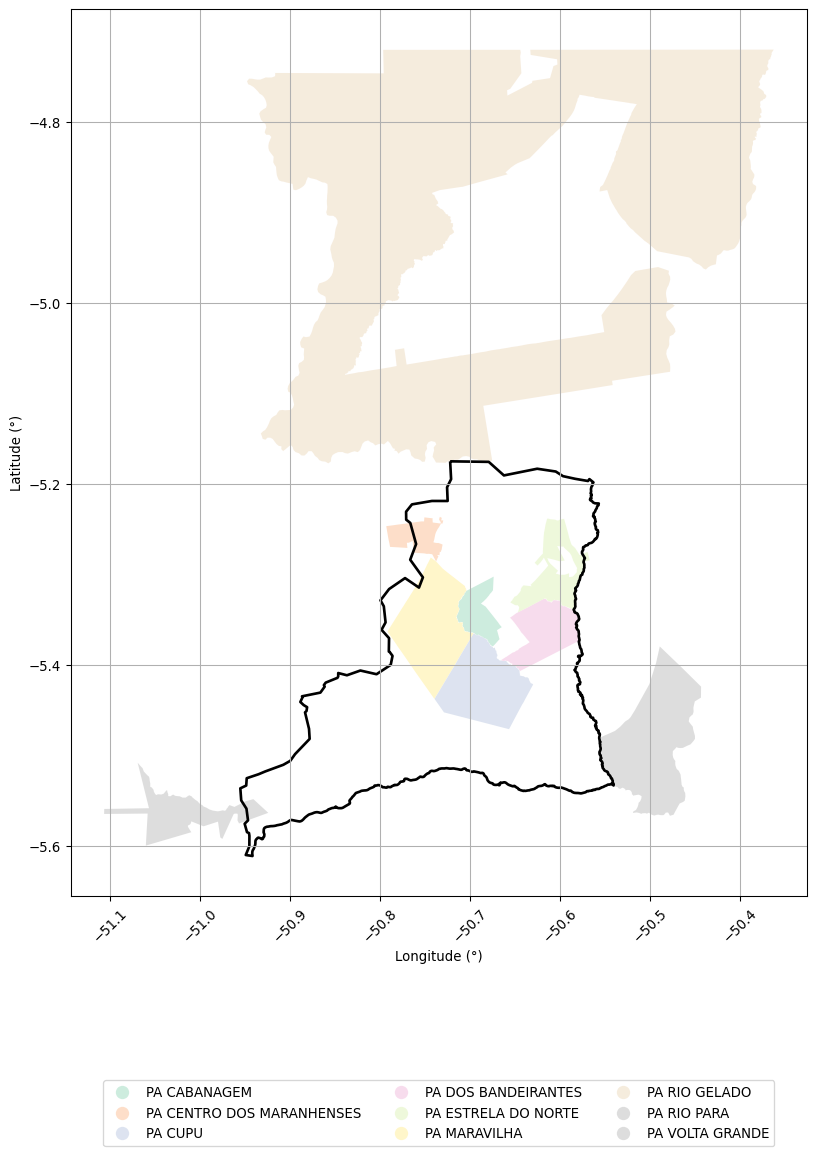 −4.8
−5.0
−5.2
−5.4
−5.6
Latitude (°)
−51.1
−51.0
−50.9
−50.8
−50.7
−50.6
−50.5
−50.4
Longitude (°)
PA CABANAGEM
PA CENTRO DOS MARANHENSES
PA CUPU
PA DOS BANDEIRANTES
PA ESTRELA DO NORTE
PA MARAVILHA
PA RIO GELADO
PA RIO PARA
PA VOLTA GRANDE